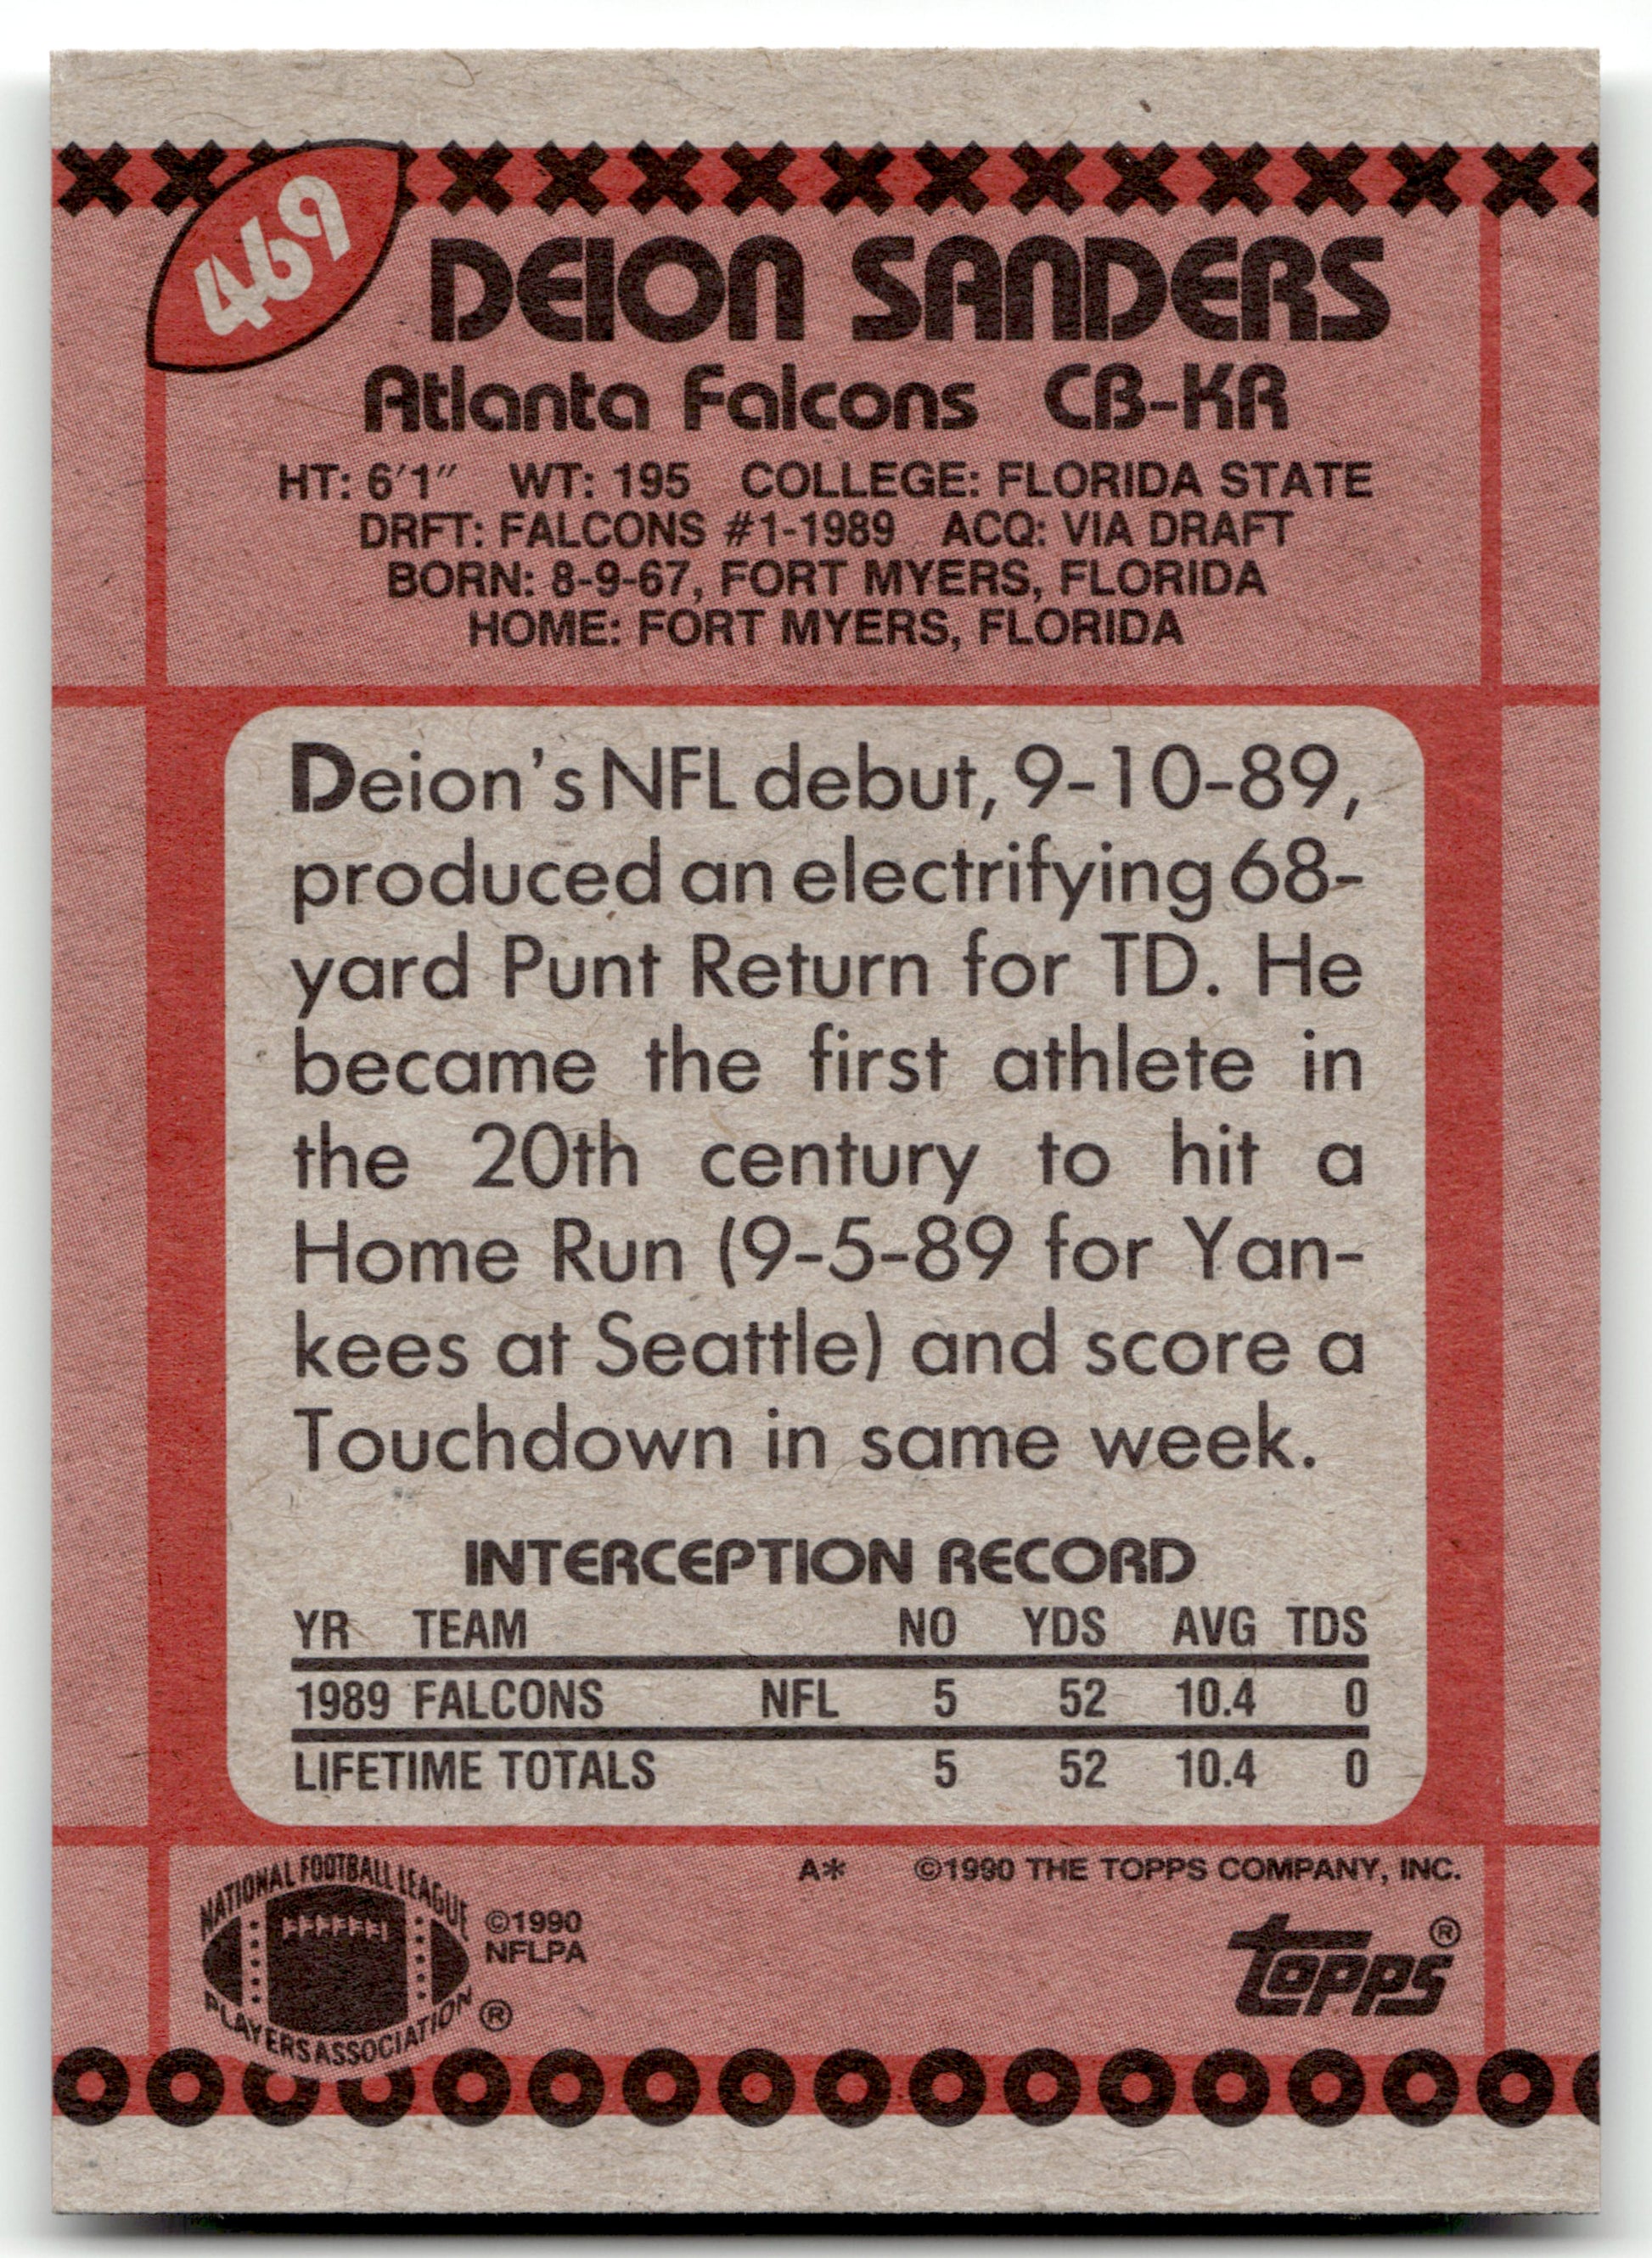 469
DEION SANDERS
Atlanta Falcons CB-KR
HT: 6'1" WT: 195 COLLEGE: FLORIDA STATE
DRFT: FALCONS #1-1989 ACQ: VIA DRAFT
BORN: 8-9-67, FORT MYERS, FLORIDA
HOME: FORT MYERS, FLORIDA
Deion's NFL debut, 9-10-89,
produced an electrifying 68-
yard Punt Return for TD. He
became the first athlete in
the 20th century to hit a
Home Run (9-5-89 for Yan-
kees at Seattle) and score a
Touchdown in same week.
INTERCEPTION RECORD
YR TEAM NO YDS AVG TDS
1989 FALCONS NFL 5 52 10.4 0
LIFETIME TOTALS 5 52 10.4 0
A* ©1990 THE TOPPS COMPANY, INC.
NATIONAL FOOTBALL LEAGUE
PLAYERS ASSOCIATION ®
©1990
NFLPA
topps ®